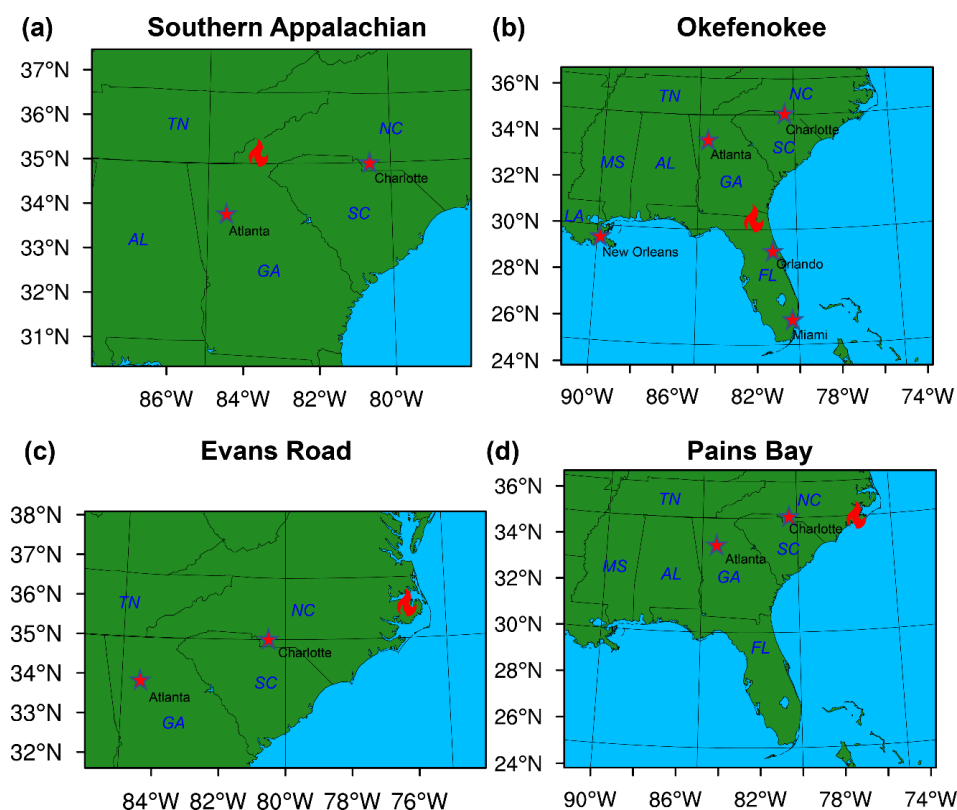 (a) Southern Appalachian
37°N
36°N
35°N
34°N
33°N
32°N
31°N
TN
NC
Charlotte
SC
Atlanta
AL
GA
86°W 84°W 82°W 80°W
(b) Okefenokee
36°N
34°N
32°N
30°N
28°N
26°N
24°N
TN
NC
Charlotte
Atlanta
SC
MS
AL
GA
LA
New Orleans
Orlando
FL
Miami
90°W 86°W 82°W 78°W 74°W
(c) Evans Road
38°N
37°N
36°N
35°N
34°N
33°N
32°N
TN
NC
Charlotte
SC
Atlanta
GA
84°W 80°W 76°W
(d) Pains Bay
36°N
34°N
32°N
30°N
28°N
26°N
24°N
TN
NC
Charlotte
Atlanta
SC
MS
AL
GA
FL
90°W 86°W 82°W 78°W 74°W